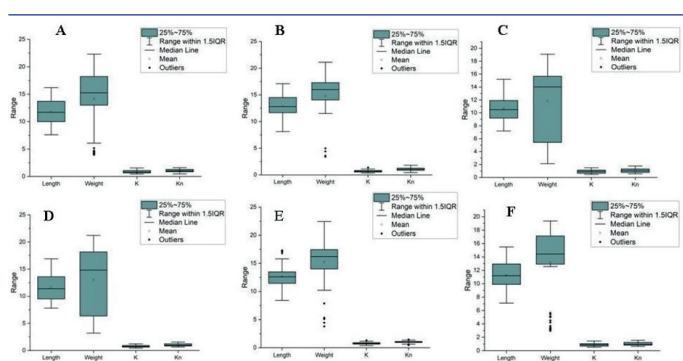 A
25%~75%
Range within 1.5IQR
Median Line
Mean
Outliers
Range
25
20
15
10
5
0
Length Weight K Kn
B
25%~75%
Range within 1.5IQR
Median Line
Mean
Outliers
Range
25
20
15
10
5
0
Length Weight K Kn
C
25%~75%
Range within 1.5IQR
Median Line
Mean
Outliers
Range
20
18
16
14
12
10
8
6
4
2
0
Length Weight K Kn
D
25%~75%
Range within 1.5IQR
Median Line
Mean
Outliers
Range
25
20
15
10
5
0
Length Weight K Kn
E
25%~75%
Range within 1.5IQR
Median Line
Mean
Outliers
Range
25
20
15
10
5
0
Length Weight K Kn
F
25%~75%
Range within 1.5IQR
Median Line
Mean
Outliers
Range
20
18
16
14
12
10
8
6
4
2
0
Length Weight K Kn